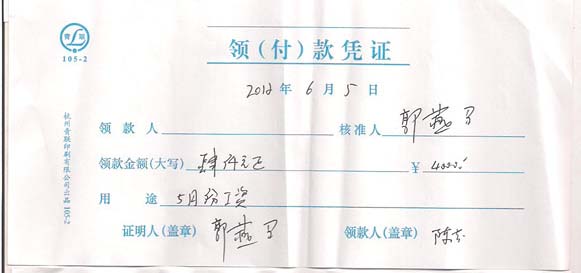 青联
105-2
领(付)款凭证
2012 年 6 月 5 日
领款人 核准人 郭燕
领款金额(大写) 肆仟元正 ¥ 4000
用途 5月份工资
证明人(盖章) 郭燕 领款人(盖章) 陈
杭州青联印刷有限公司出品 105-2